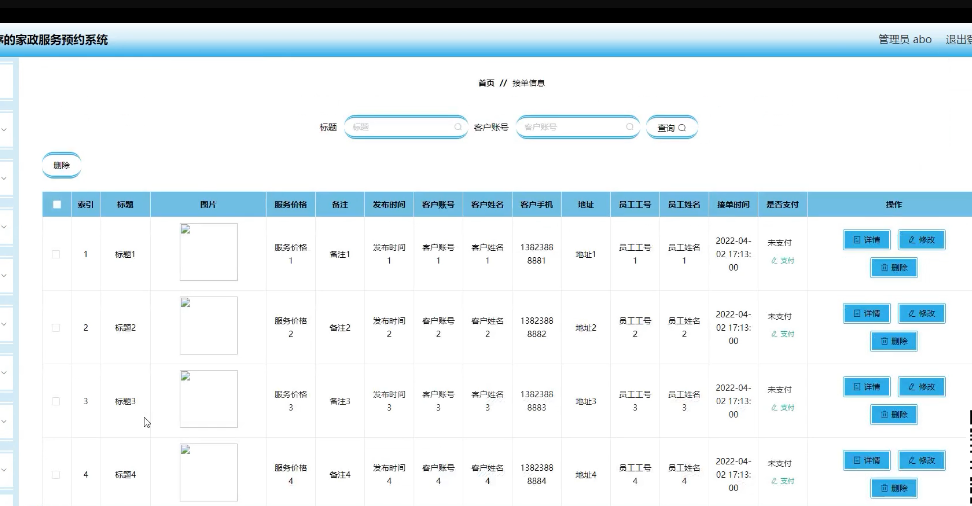 的家政服务预约系统
管理员 abo 退出
首页 // 接单信息
标题 标题 客户账号 客户账号 查询
删除
索引 标题 图片 服务价格 备注 发布时间 客户账号 客户姓名 客户手机 地址 员工工号 员工姓名 接单时间 是否支付 操作
1 标题1 服务价格1 备注1 发布时间1 客户账号1 客户姓名1 13823888881 地址1 员工工号1 员工姓名1 2022-04-02 17:13:00 未支付 支付 详情 修改 删除
2 标题2 服务价格2 备注2 发布时间2 客户账号2 客户姓名2 13823888882 地址2 员工工号2 员工姓名2 2022-04-02 17:13:00 未支付 支付 详情 修改 删除
3 标题3 服务价格3 备注3 发布时间3 客户账号3 客户姓名3 13823888883 地址3 员工工号3 员工姓名3 2022-04-02 17:13:00 未支付 支付 详情 修改 删除
4 标题4 服务价格4 备注4 发布时间4 客户账号4 客户姓名4 13823888884 地址4 员工工号4 员工姓名4 2022-04-02 17:13:00 未支付 支付 详情 修改 删除